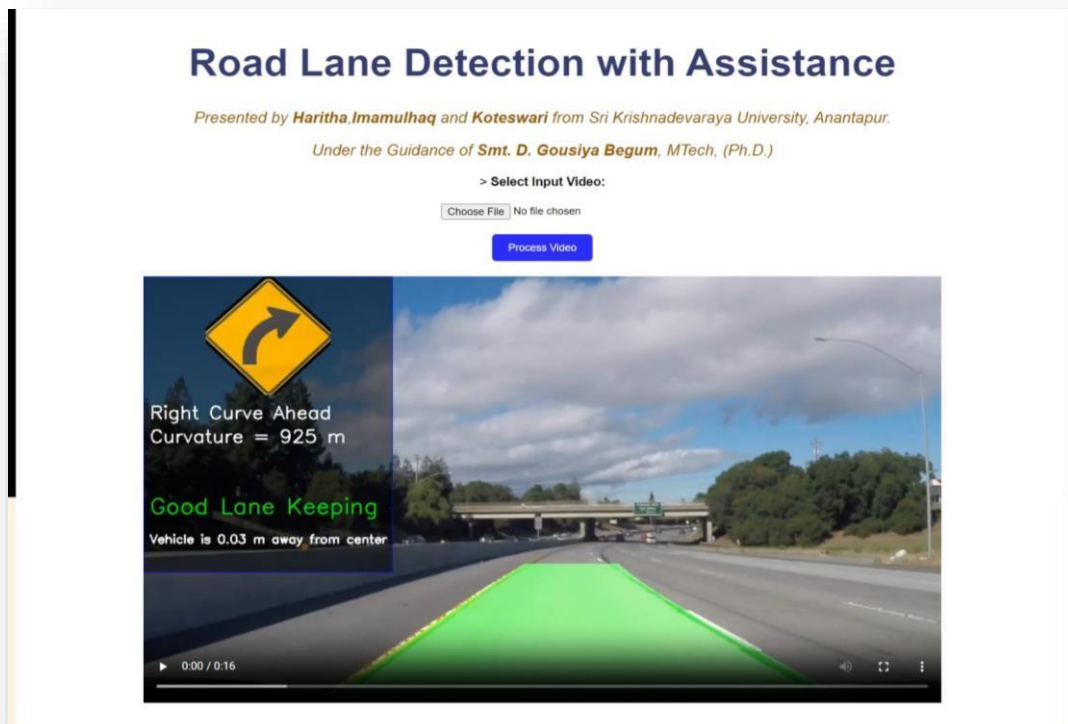 Road Lane Detection with Assistance
Presented by Haritha,Imamulhaq and Koteswari from Sri Krishnadevaraya University, Anantapur.
Under the Guidance of Smt. D. Gousiya Begum, MTech, (Ph.D.)
> Select Input Video:
Choose File No file chosen
Process Video
Right Curve Ahead
Curvature = 925 m
Good Lane Keeping
Vehicle is 0.03 m away from center
0:00 / 0:16